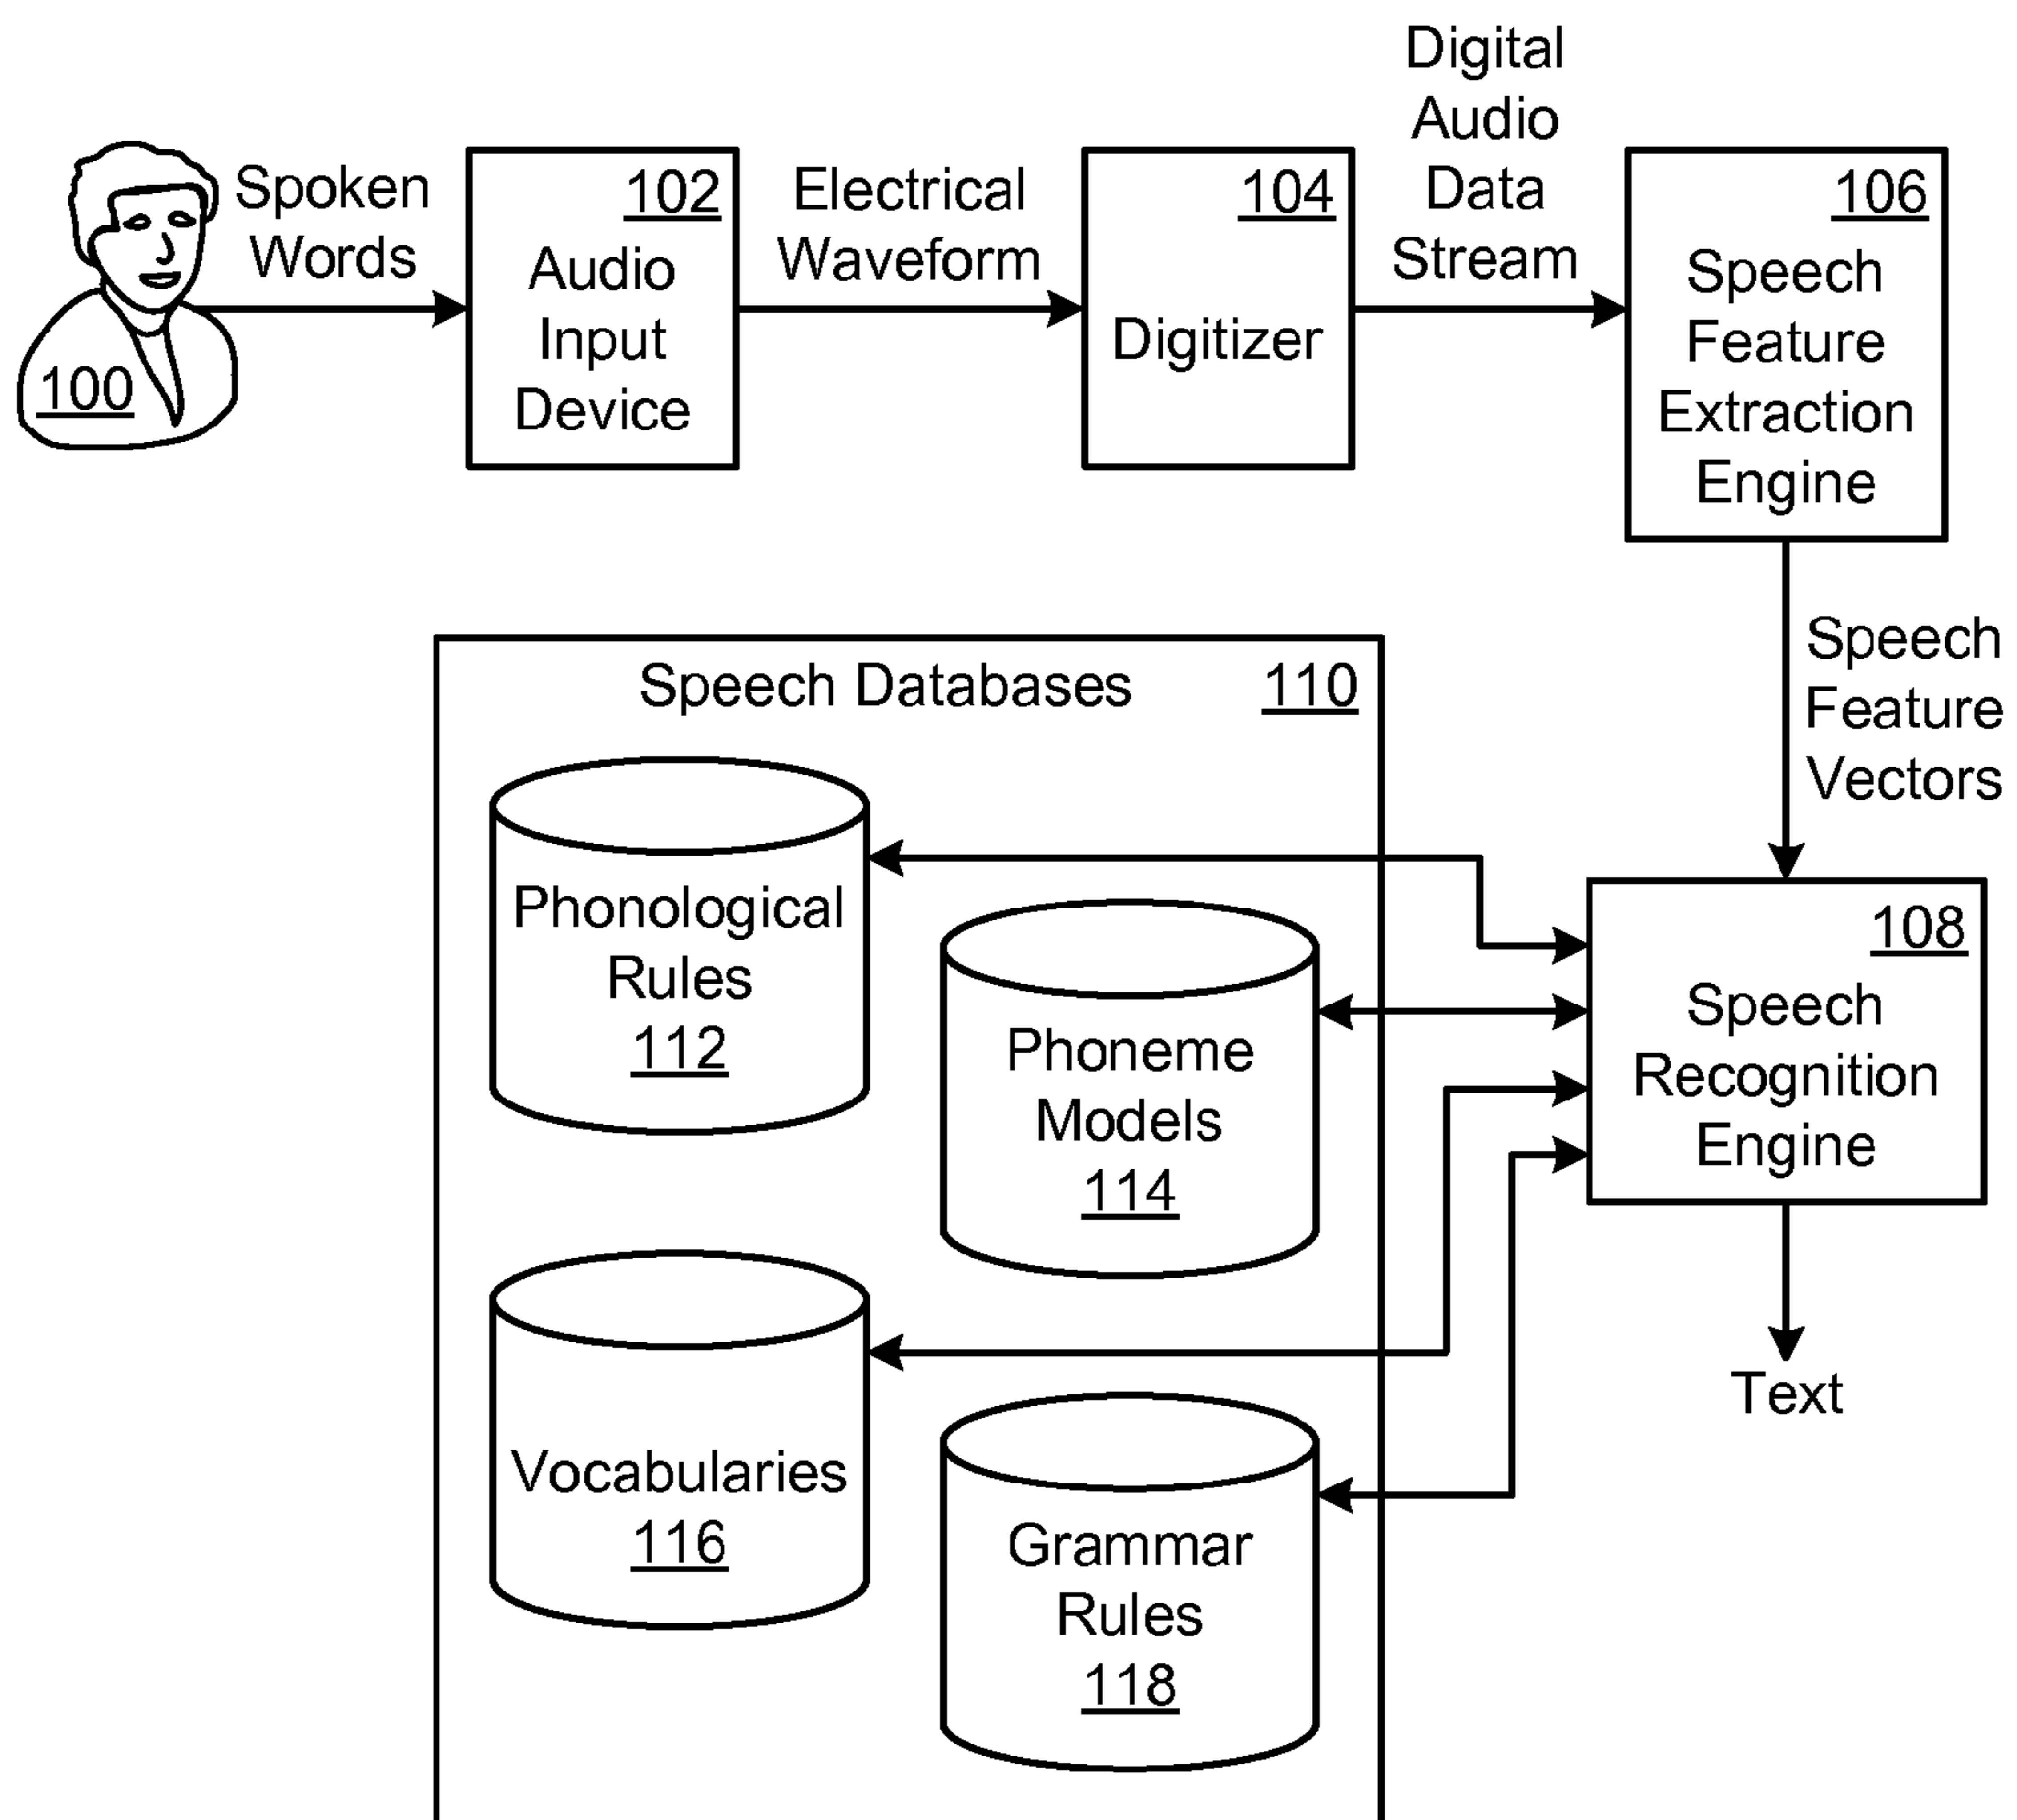 Spoken
Words
100
102
Audio
Input
Device
Electrical
Waveform
104
Digitizer
Digital
Audio
Data
Stream
106
Speech
Feature
Extraction
Engine
Speech
Feature
Vectors
Speech Databases 110
Phonological
Rules
112
Phoneme
Models
114
Vocabularies
116
Grammar
Rules
118
108
Speech
Recognition
Engine
Text